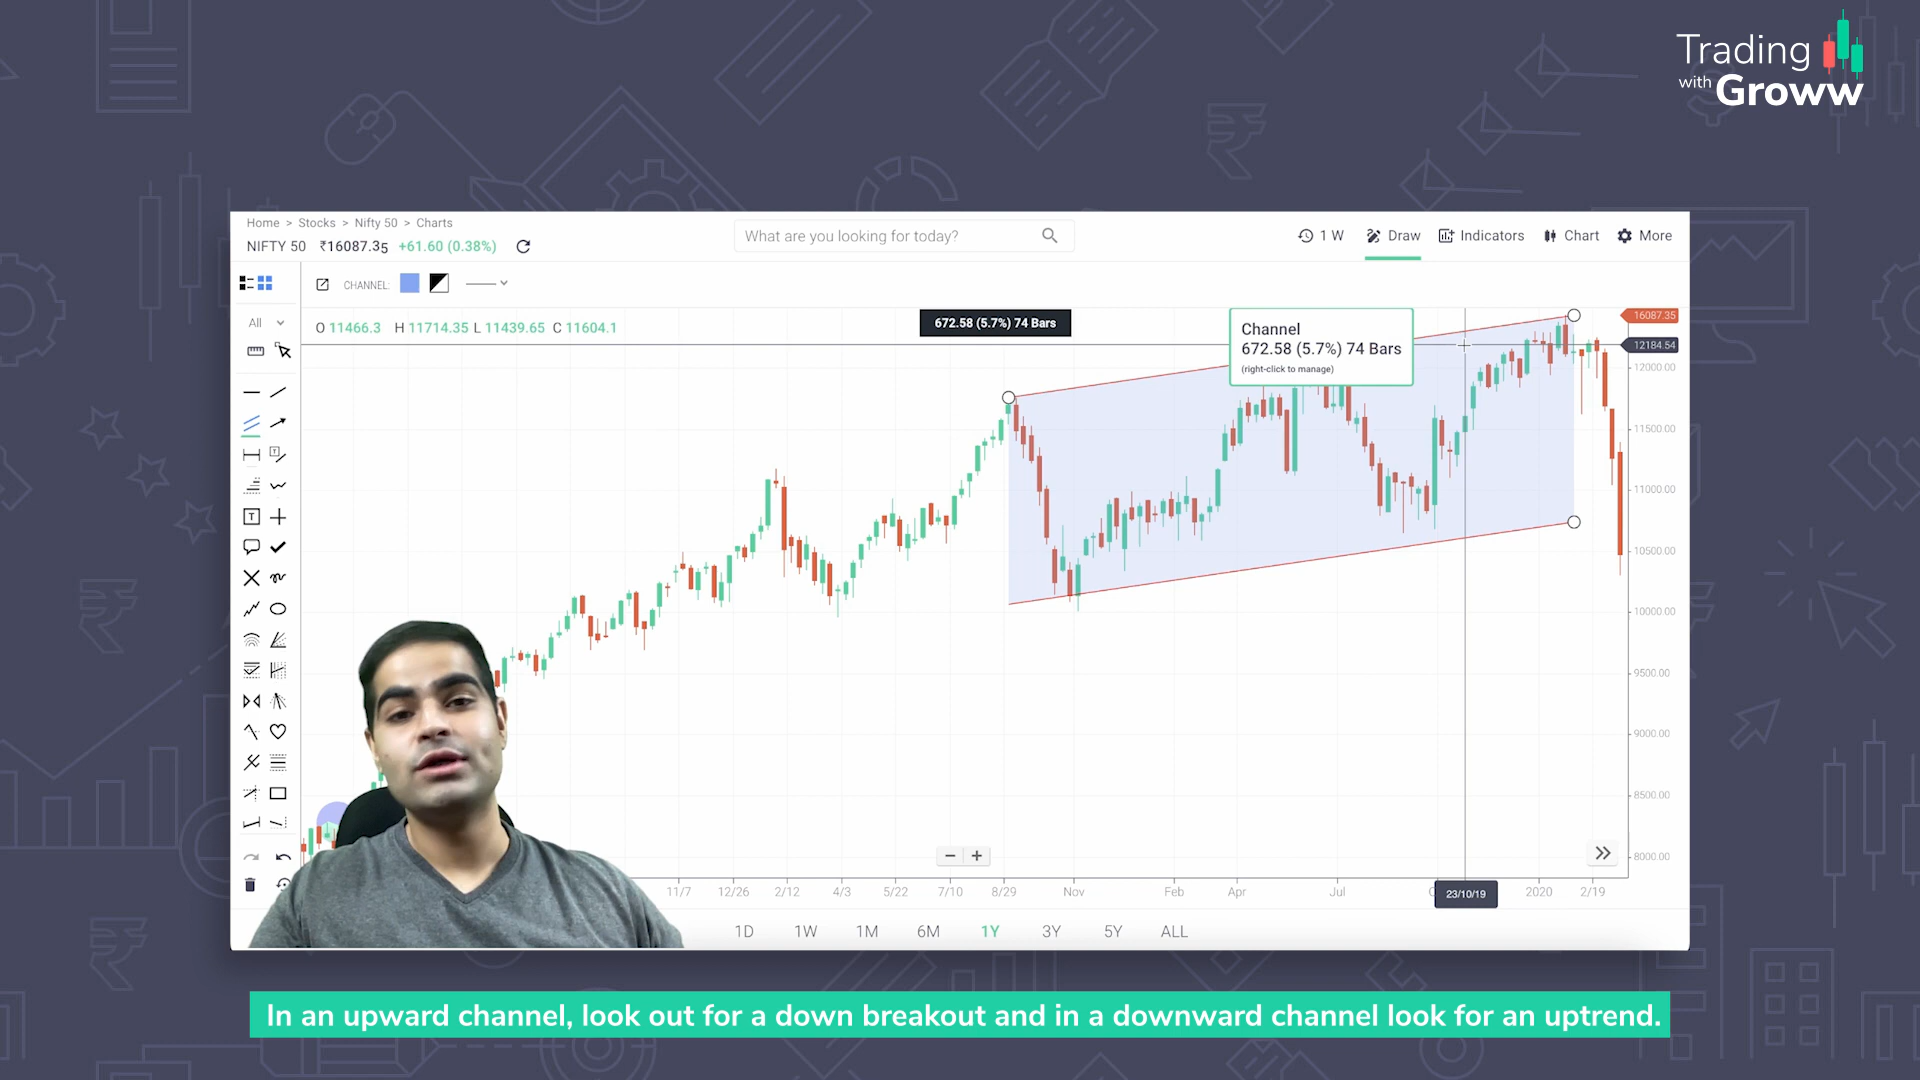 Trading
with Groww
Home > Stocks > Nifty 50 > Charts
NIFTY 50 ₹16087.35 +61.60 (0.38%)
What are you looking for today?
1 W Draw Indicators Chart More
CHANNEL:
All
O 11466.3 H 11714.35 L 11439.65 C 11604.1
672.58 (5.7%) 74 Bars
Channel
672.58 (5.7%) 74 Bars
(right-click to manage)
16087.35
12184.54
12000.00
11500.00
11000.00
10500.00
10000.00
9500.00
9000.00
8500.00
8000.00
T
T
11/7 12/26 2/12 4/3 5/22 7/10 8/29 Nov Feb Apr Jul 23/10/19 2020 2/19
1D 1W 1M 6M 1Y 3Y 5Y ALL
In an upward channel, look out for a down breakout and in a downward channel look for an uptrend.